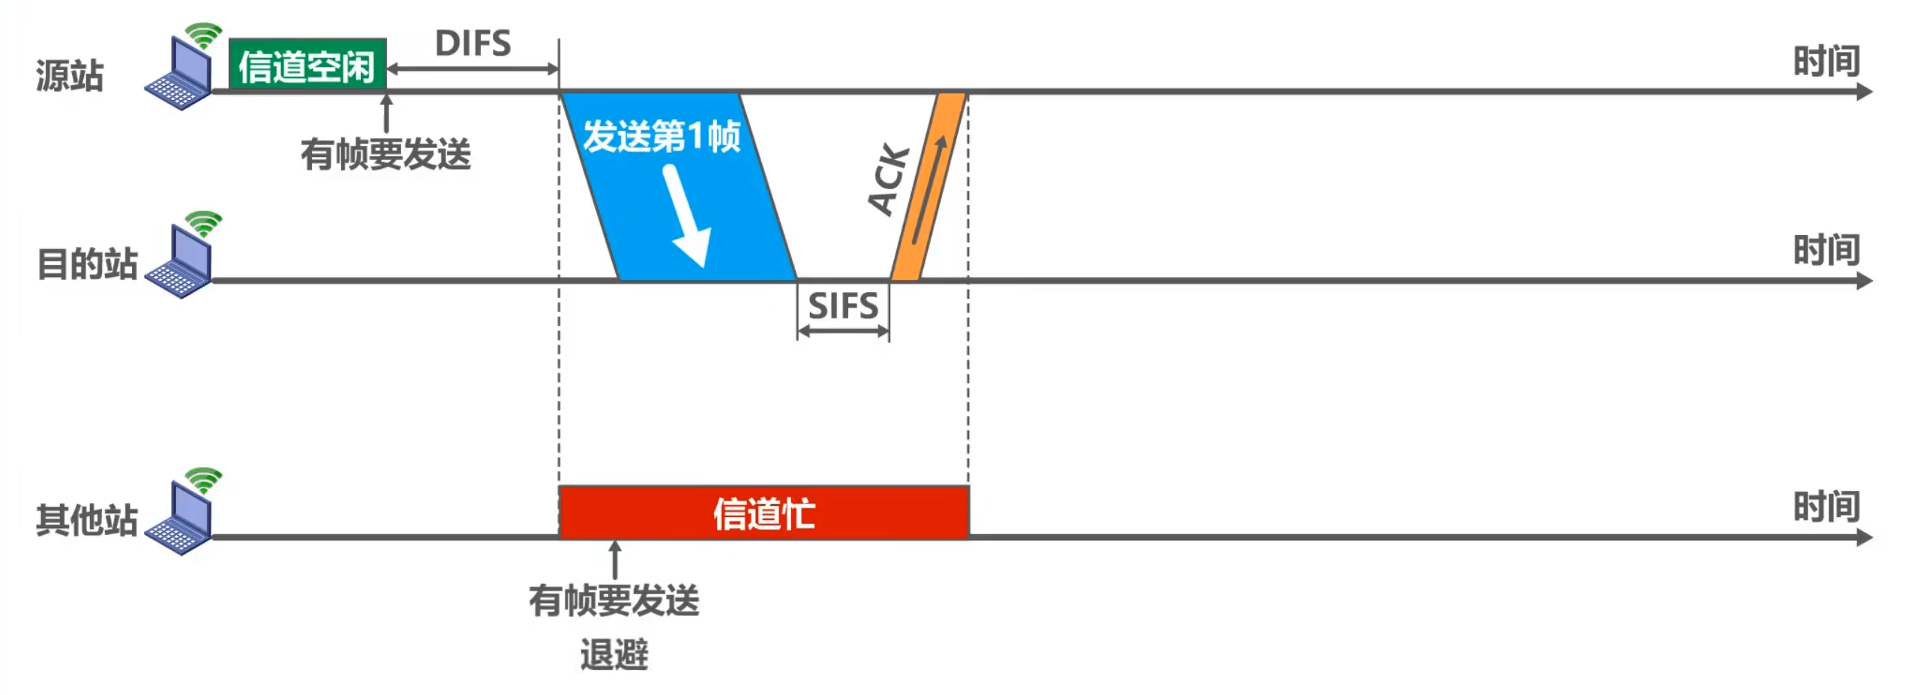 DIFS
源站
信道空闲
时间
有帧要发送
发送第1帧
ACK
目的站
时间
SIFS
其他站
信道忙
时间
有帧要发送
退避